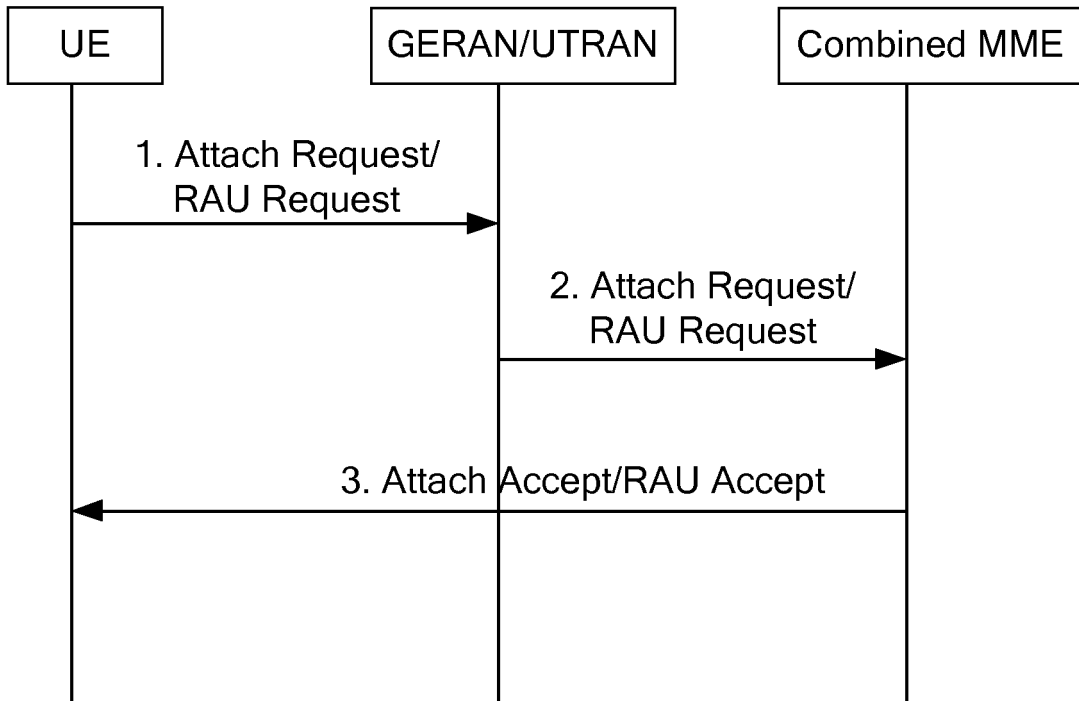 UE
GERAN/UTRAN
Combined MME
1. Attach Request/
RAU Request
2. Attach Request/
RAU Request
3. Attach Accept/RAU Accept